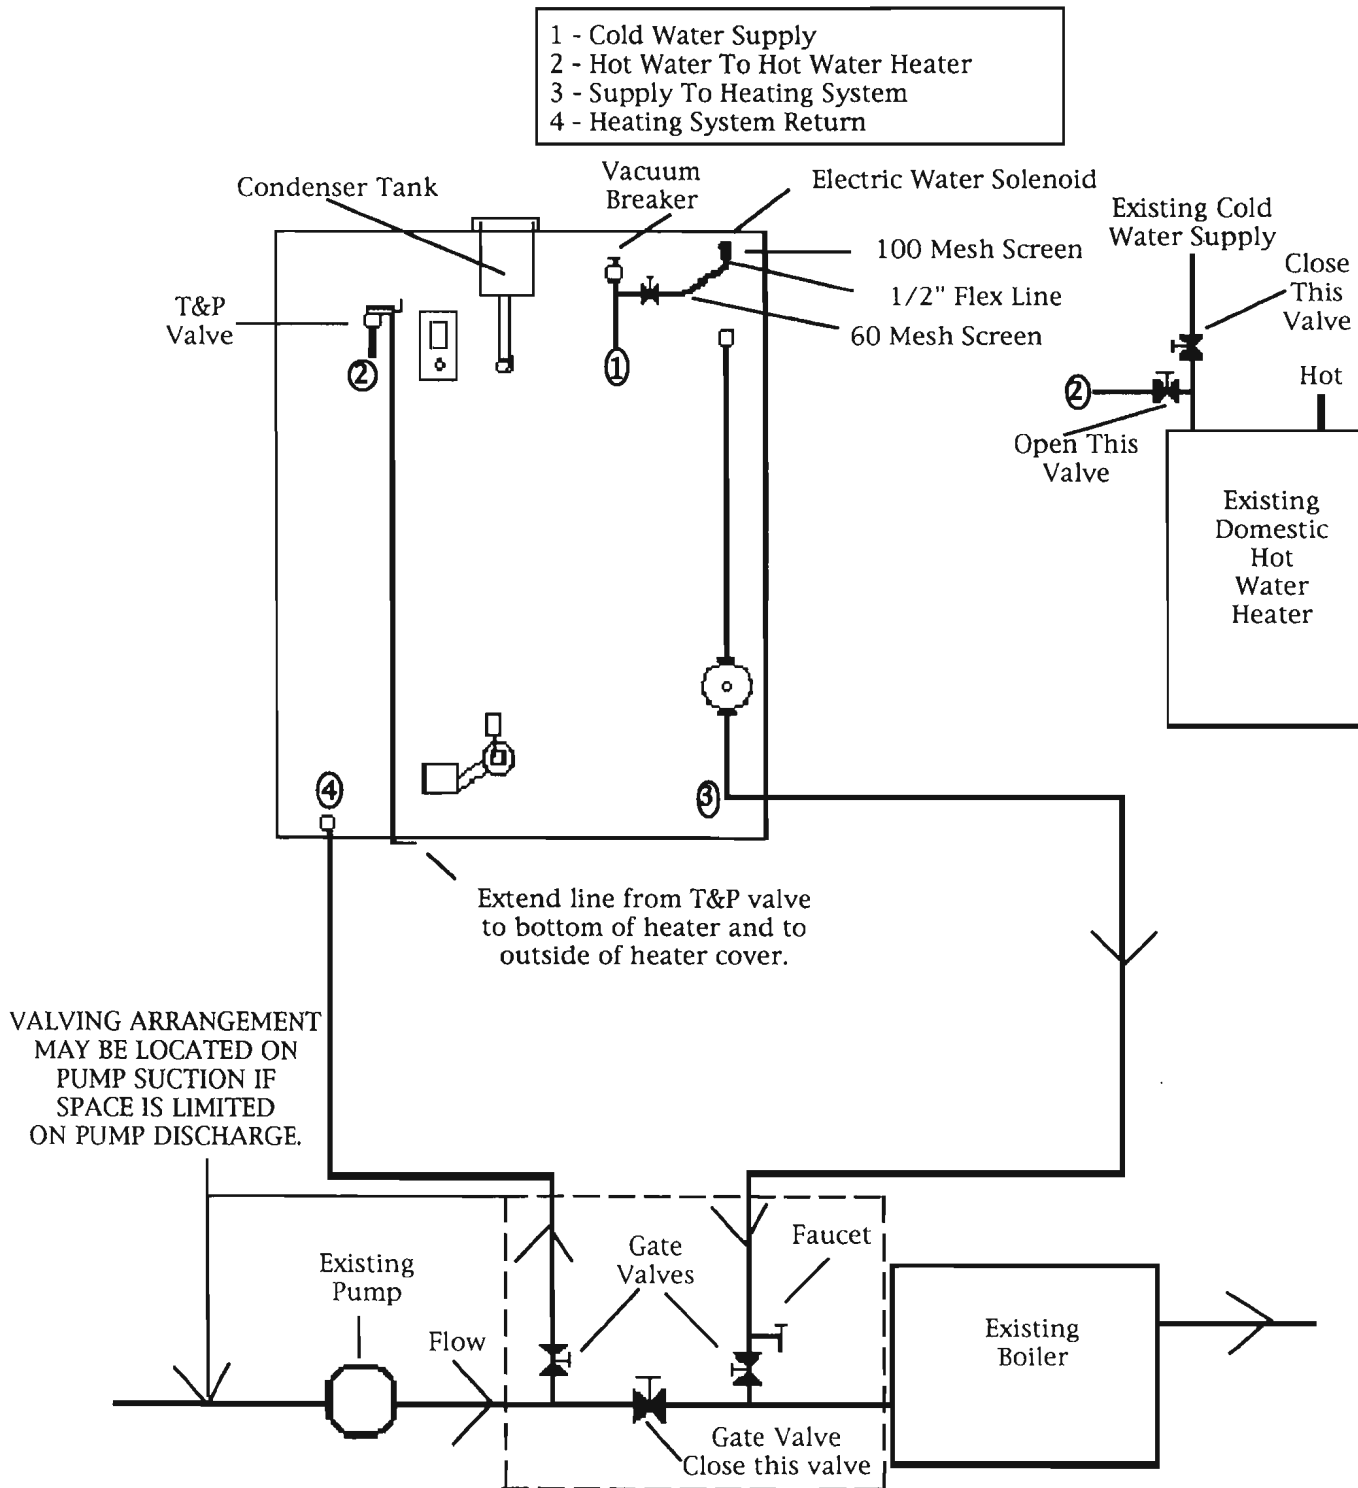 1 - Cold Water Supply
2 - Hot Water To Hot Water Heater
3 - Supply To Heating System
4 - Heating System Return
Condenser Tank
Vacuum
Breaker
Electric Water Solenoid
100 Mesh Screen
1/2" Flex Line
60 Mesh Screen
T&P
Valve
2
1
Existing Cold
Water Supply
Close
This
Valve
2
Hot
Open This
Valve
Existing
Domestic
Hot
Water
Heater
4
3
Extend line from T&P valve
to bottom of heater and to
outside of heater cover.
VALVING ARRANGEMENT
MAY BE LOCATED ON
PUMP SUCTION IF
SPACE IS LIMITED
ON PUMP DISCHARGE.
Existing
Pump
Flow
Gate
Valves
Faucet
Existing
Boiler
Gate Valve
Close this valve